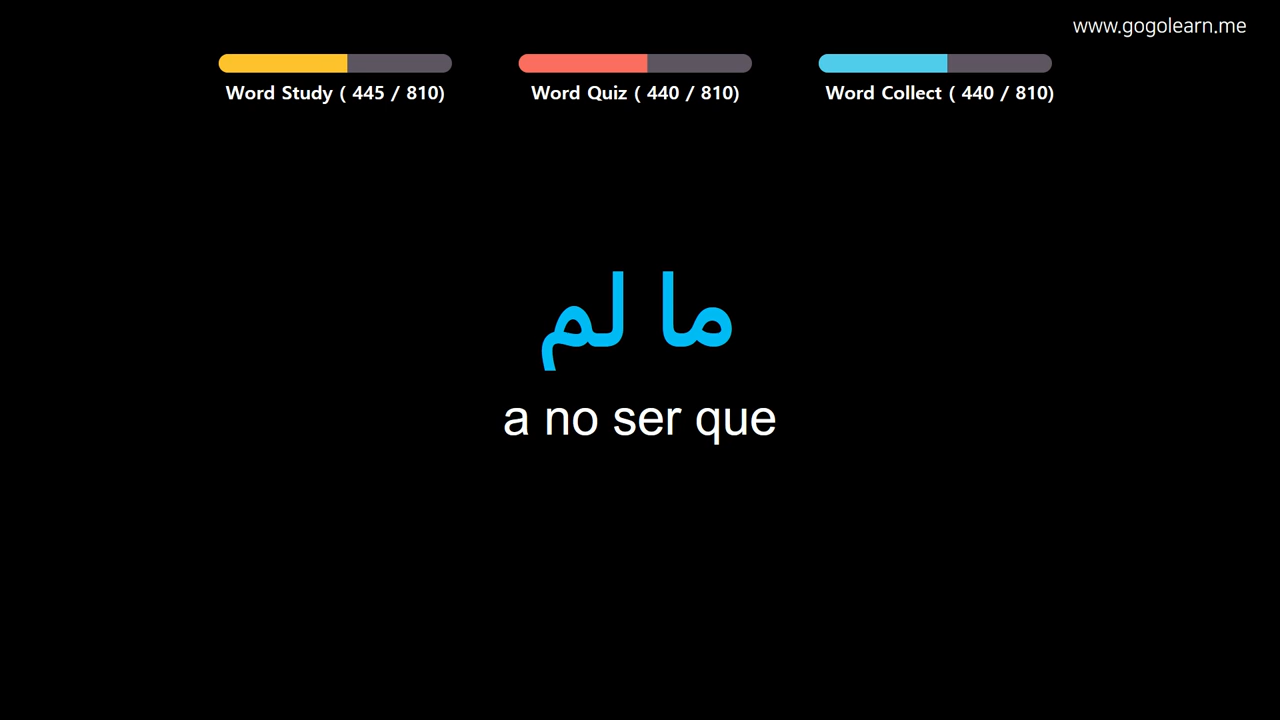 www.gogolearn.me
Word Study ( 445 / 810)
Word Quiz ( 440 / 810)
Word Collect ( 440 / 810)
ما لم
a no ser que